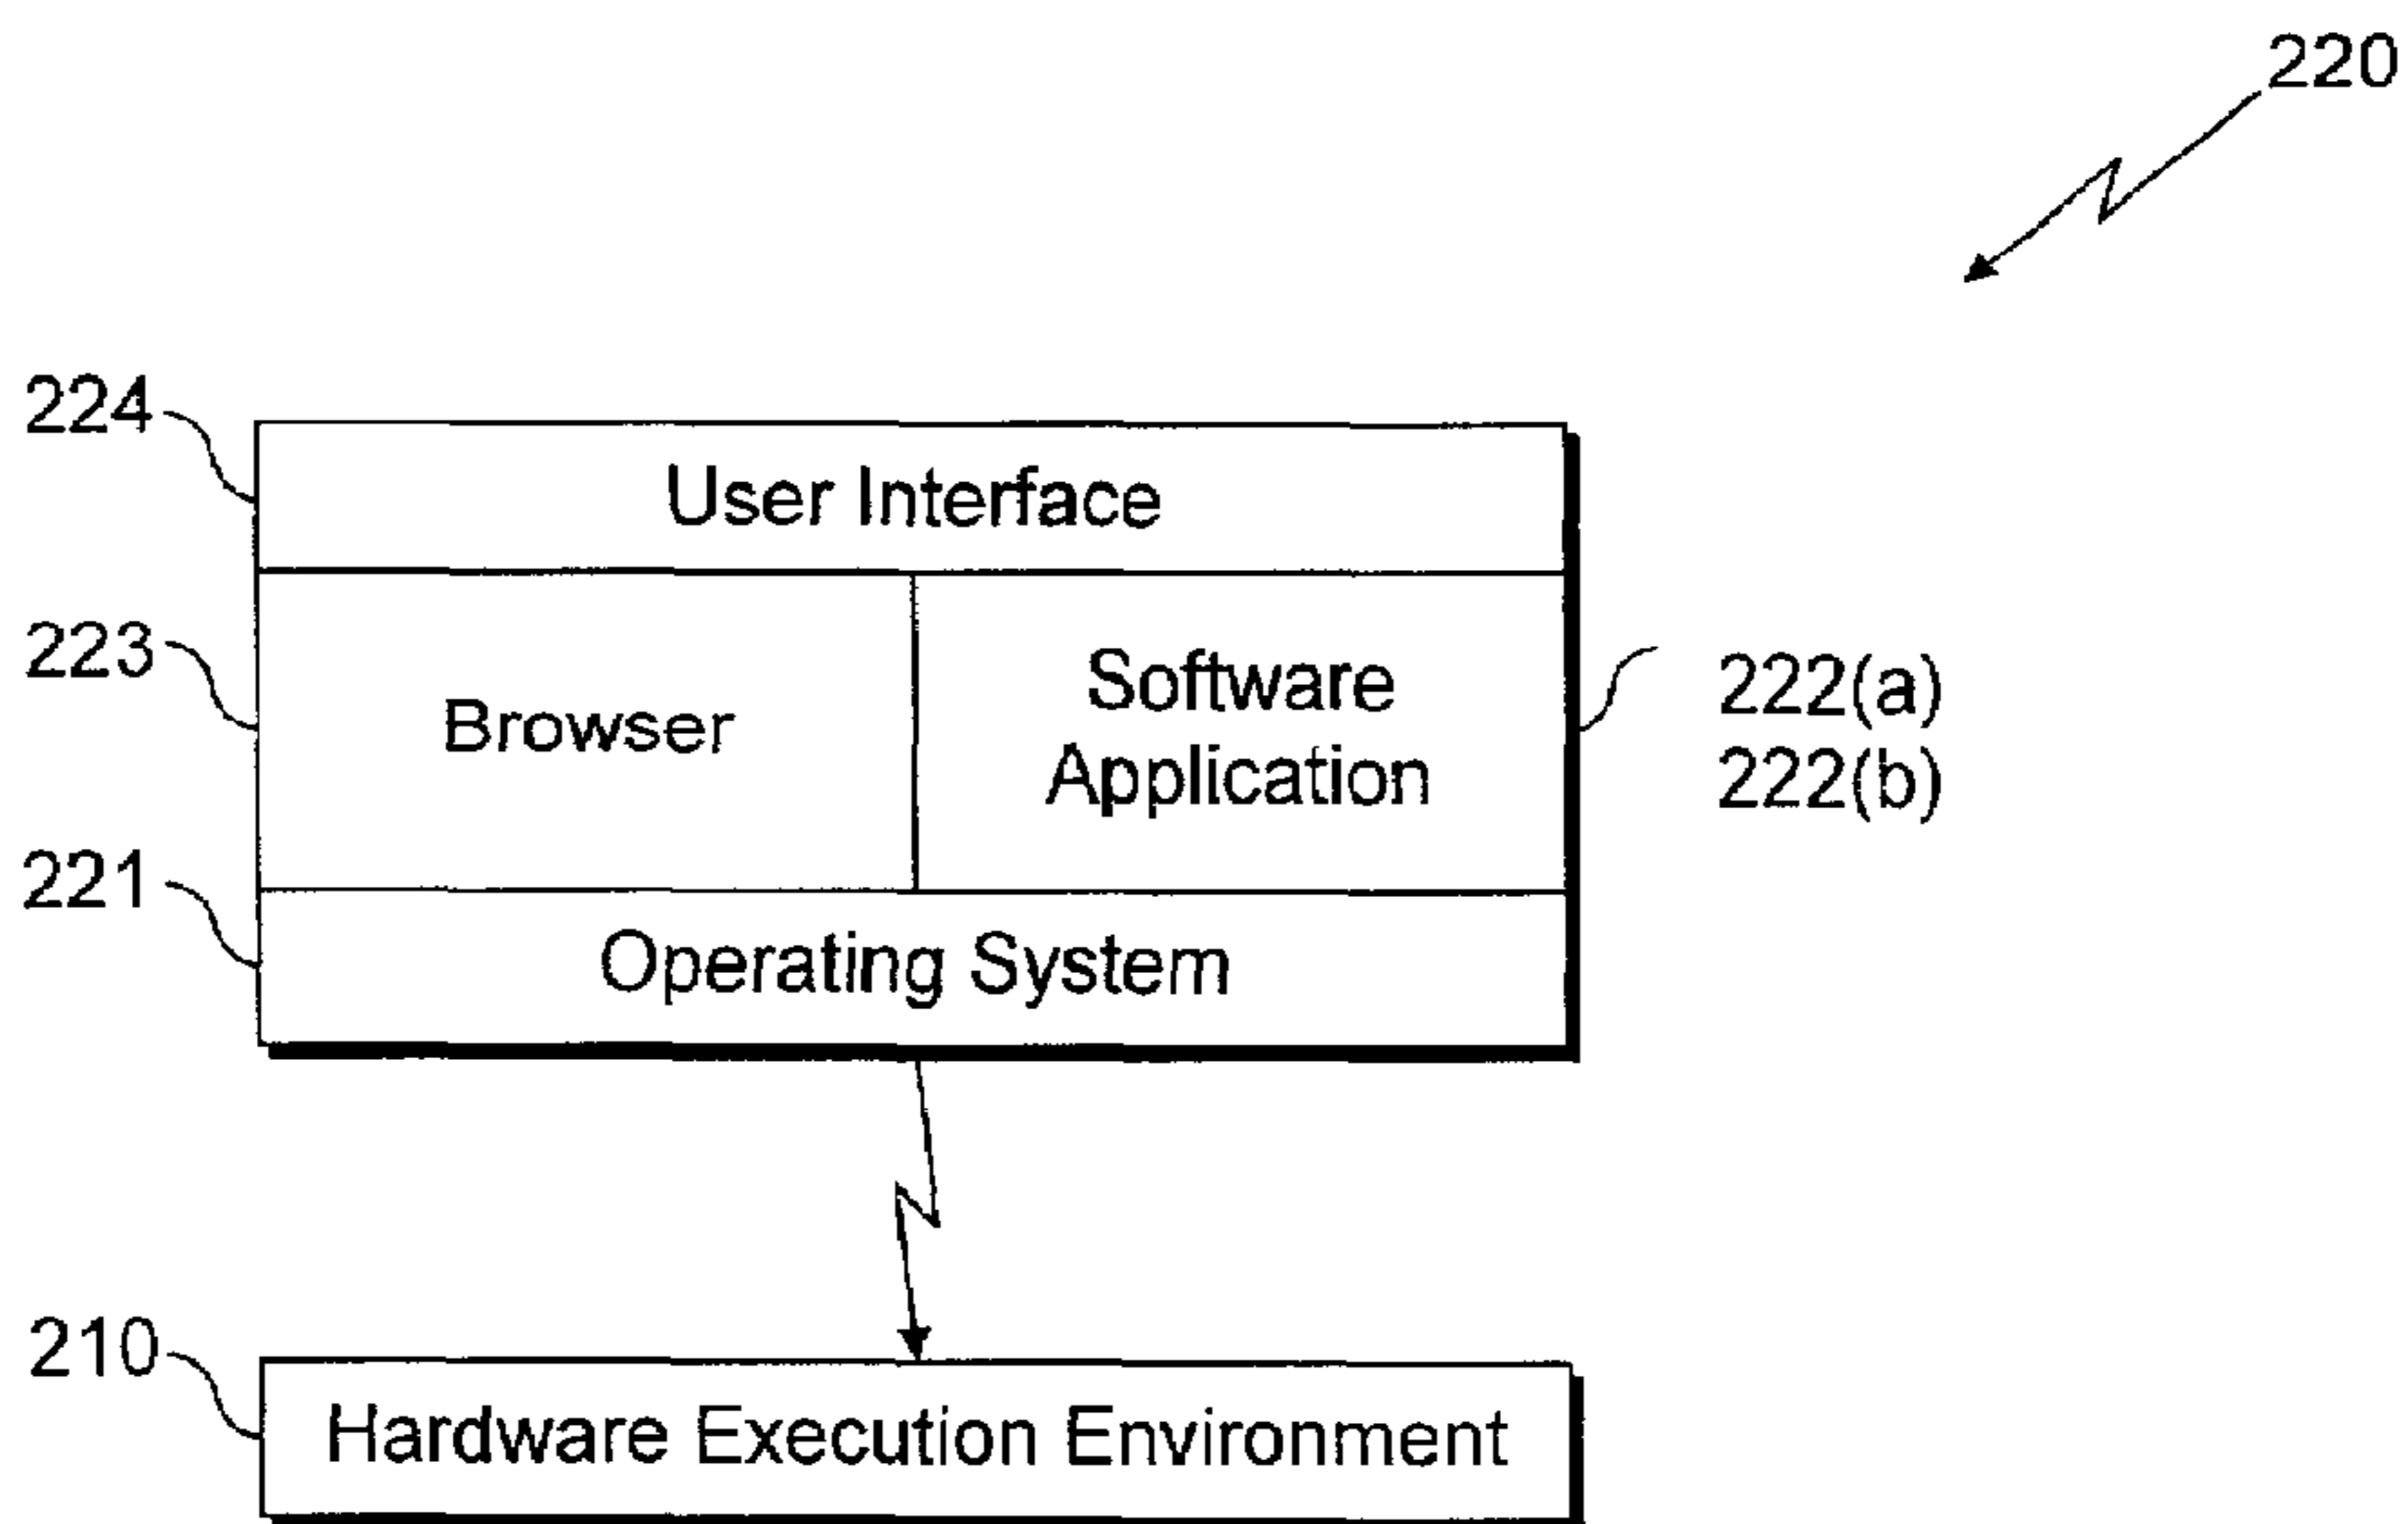 220
224
User Interface
223
Browser
Software
Application
222(a)
222(b)
221
Operating System
210
Hardware Execution Environment